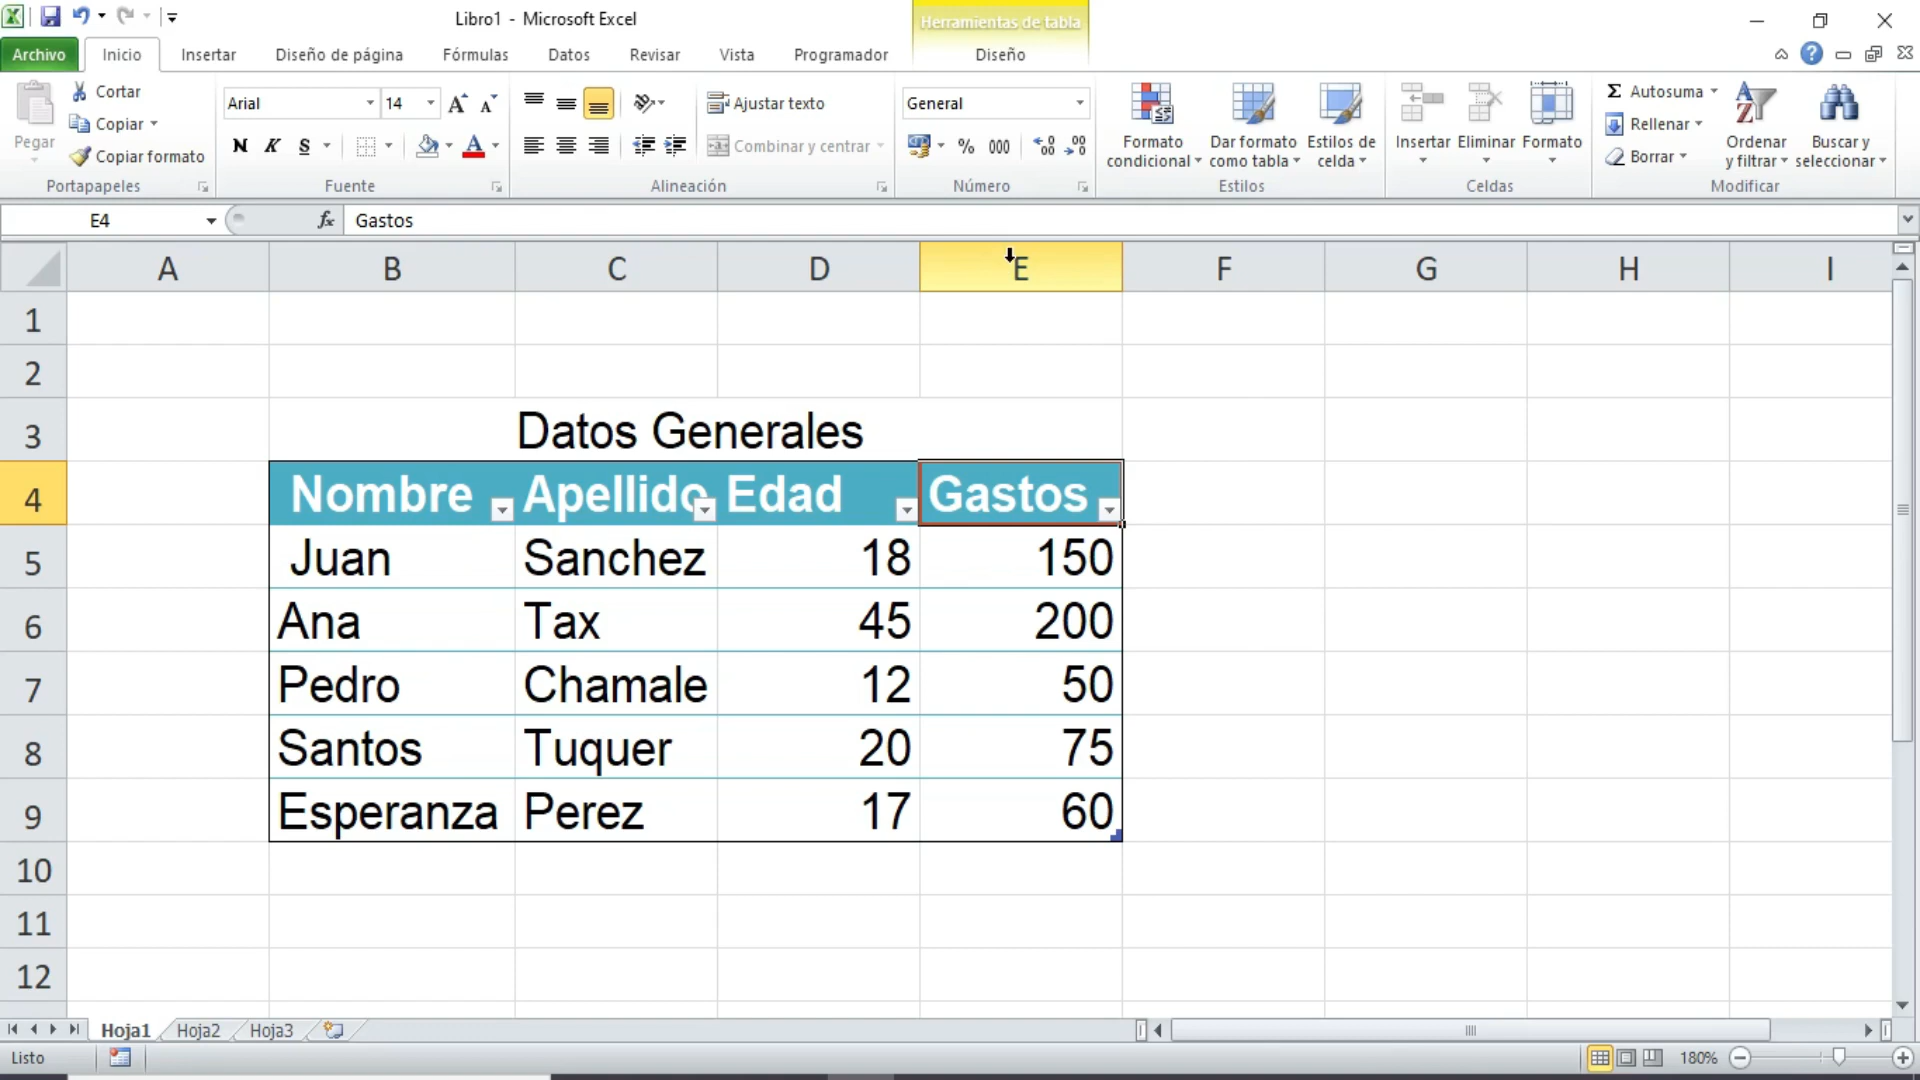 Libro1 - Microsoft Excel
Herramientas de tabla
Archivo Inicio Insertar Diseño de página Fórmulas Datos Revisar Vista Programador Diseño
Pegar
Cortar
Copiar
Copiar formato
Portapapeles
Arial 14
N K S
Fuente
Ajustar texto
Combinar y centrar
Alineación
General
% 000
Número
Formato condicional
Dar formato como tabla
Estilos de celda
Estilos
Insertar Eliminar Formato
Celdas
Σ Autosuma
Rellenar
Borrar
Ordenar y filtrar
Buscar y seleccionar
Modificar
E4 fx Gastos
A B C D E F G H I
1
2
3 Datos Generales
4 Nombre Apellido Edad Gastos
5 Juan Sanchez 18 150
6 Ana Tax 45 200
7 Pedro Chamale 12 50
8 Santos Tuquer 20 75
9 Esperanza Perez 17 60
10
11
12
Hoja1 Hoja2 Hoja3
Listo 180%